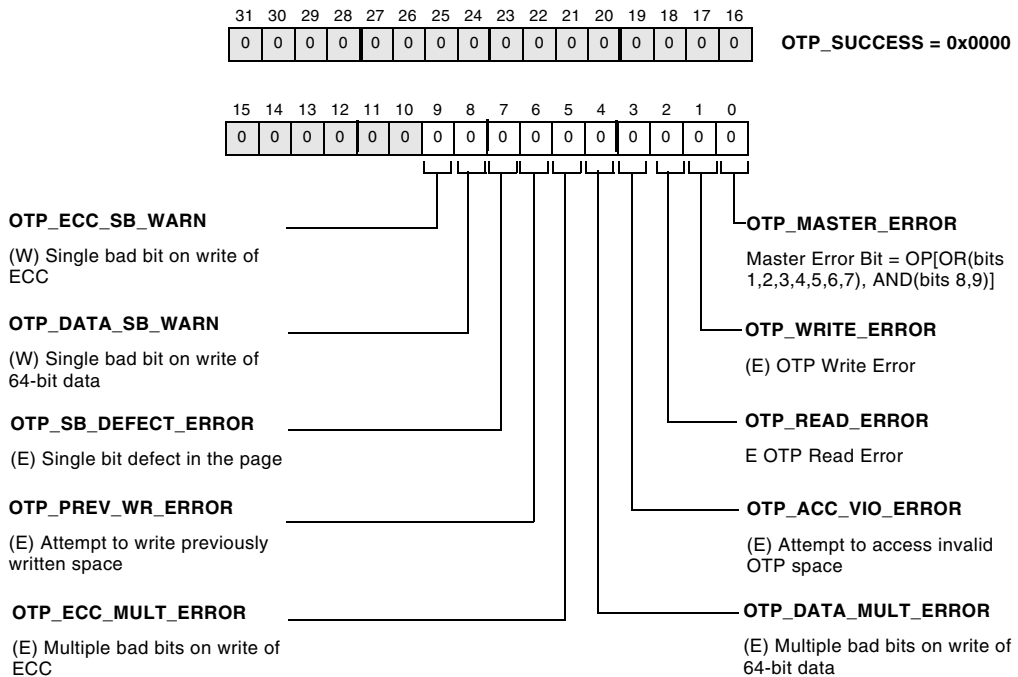 31 30 29 28 27 26 25 24 23 22 21 20 19 18 17 16
0 0 0 0 0 0 0 0 0 0 0 0 0 0 0 0
OTP_SUCCESS = 0x0000
15 14 13 12 11 10 9 8 7 6 5 4 3 2 1 0
0 0 0 0 0 0 0 0 0 0 0 0 0 0 0 0
OTP_ECC_SB_WARN
(W) Single bad bit on write of
ECC
OTP_DATA_SB_WARN
(W) Single bad bit on write of
64-bit data
OTP_SB_DEFECT_ERROR
(E) Single bit defect in the page
OTP_PREV_WR_ERROR
(E) Attempt to write previously
written space
OTP_ECC_MULT_ERROR
(E) Multiple bad bits on write of
ECC
OTP_MASTER_ERROR
Master Error Bit = OP[OR(bits
1,2,3,4,5,6,7), AND(bits 8,9)]
OTP_WRITE_ERROR
(E) OTP Write Error
OTP_READ_ERROR
E OTP Read Error
OTP_ACC_VIO_ERROR
(E) Attempt to access invalid
OTP space
OTP_DATA_MULT_ERROR
(E) Multiple bad bits on write of
64-bit data